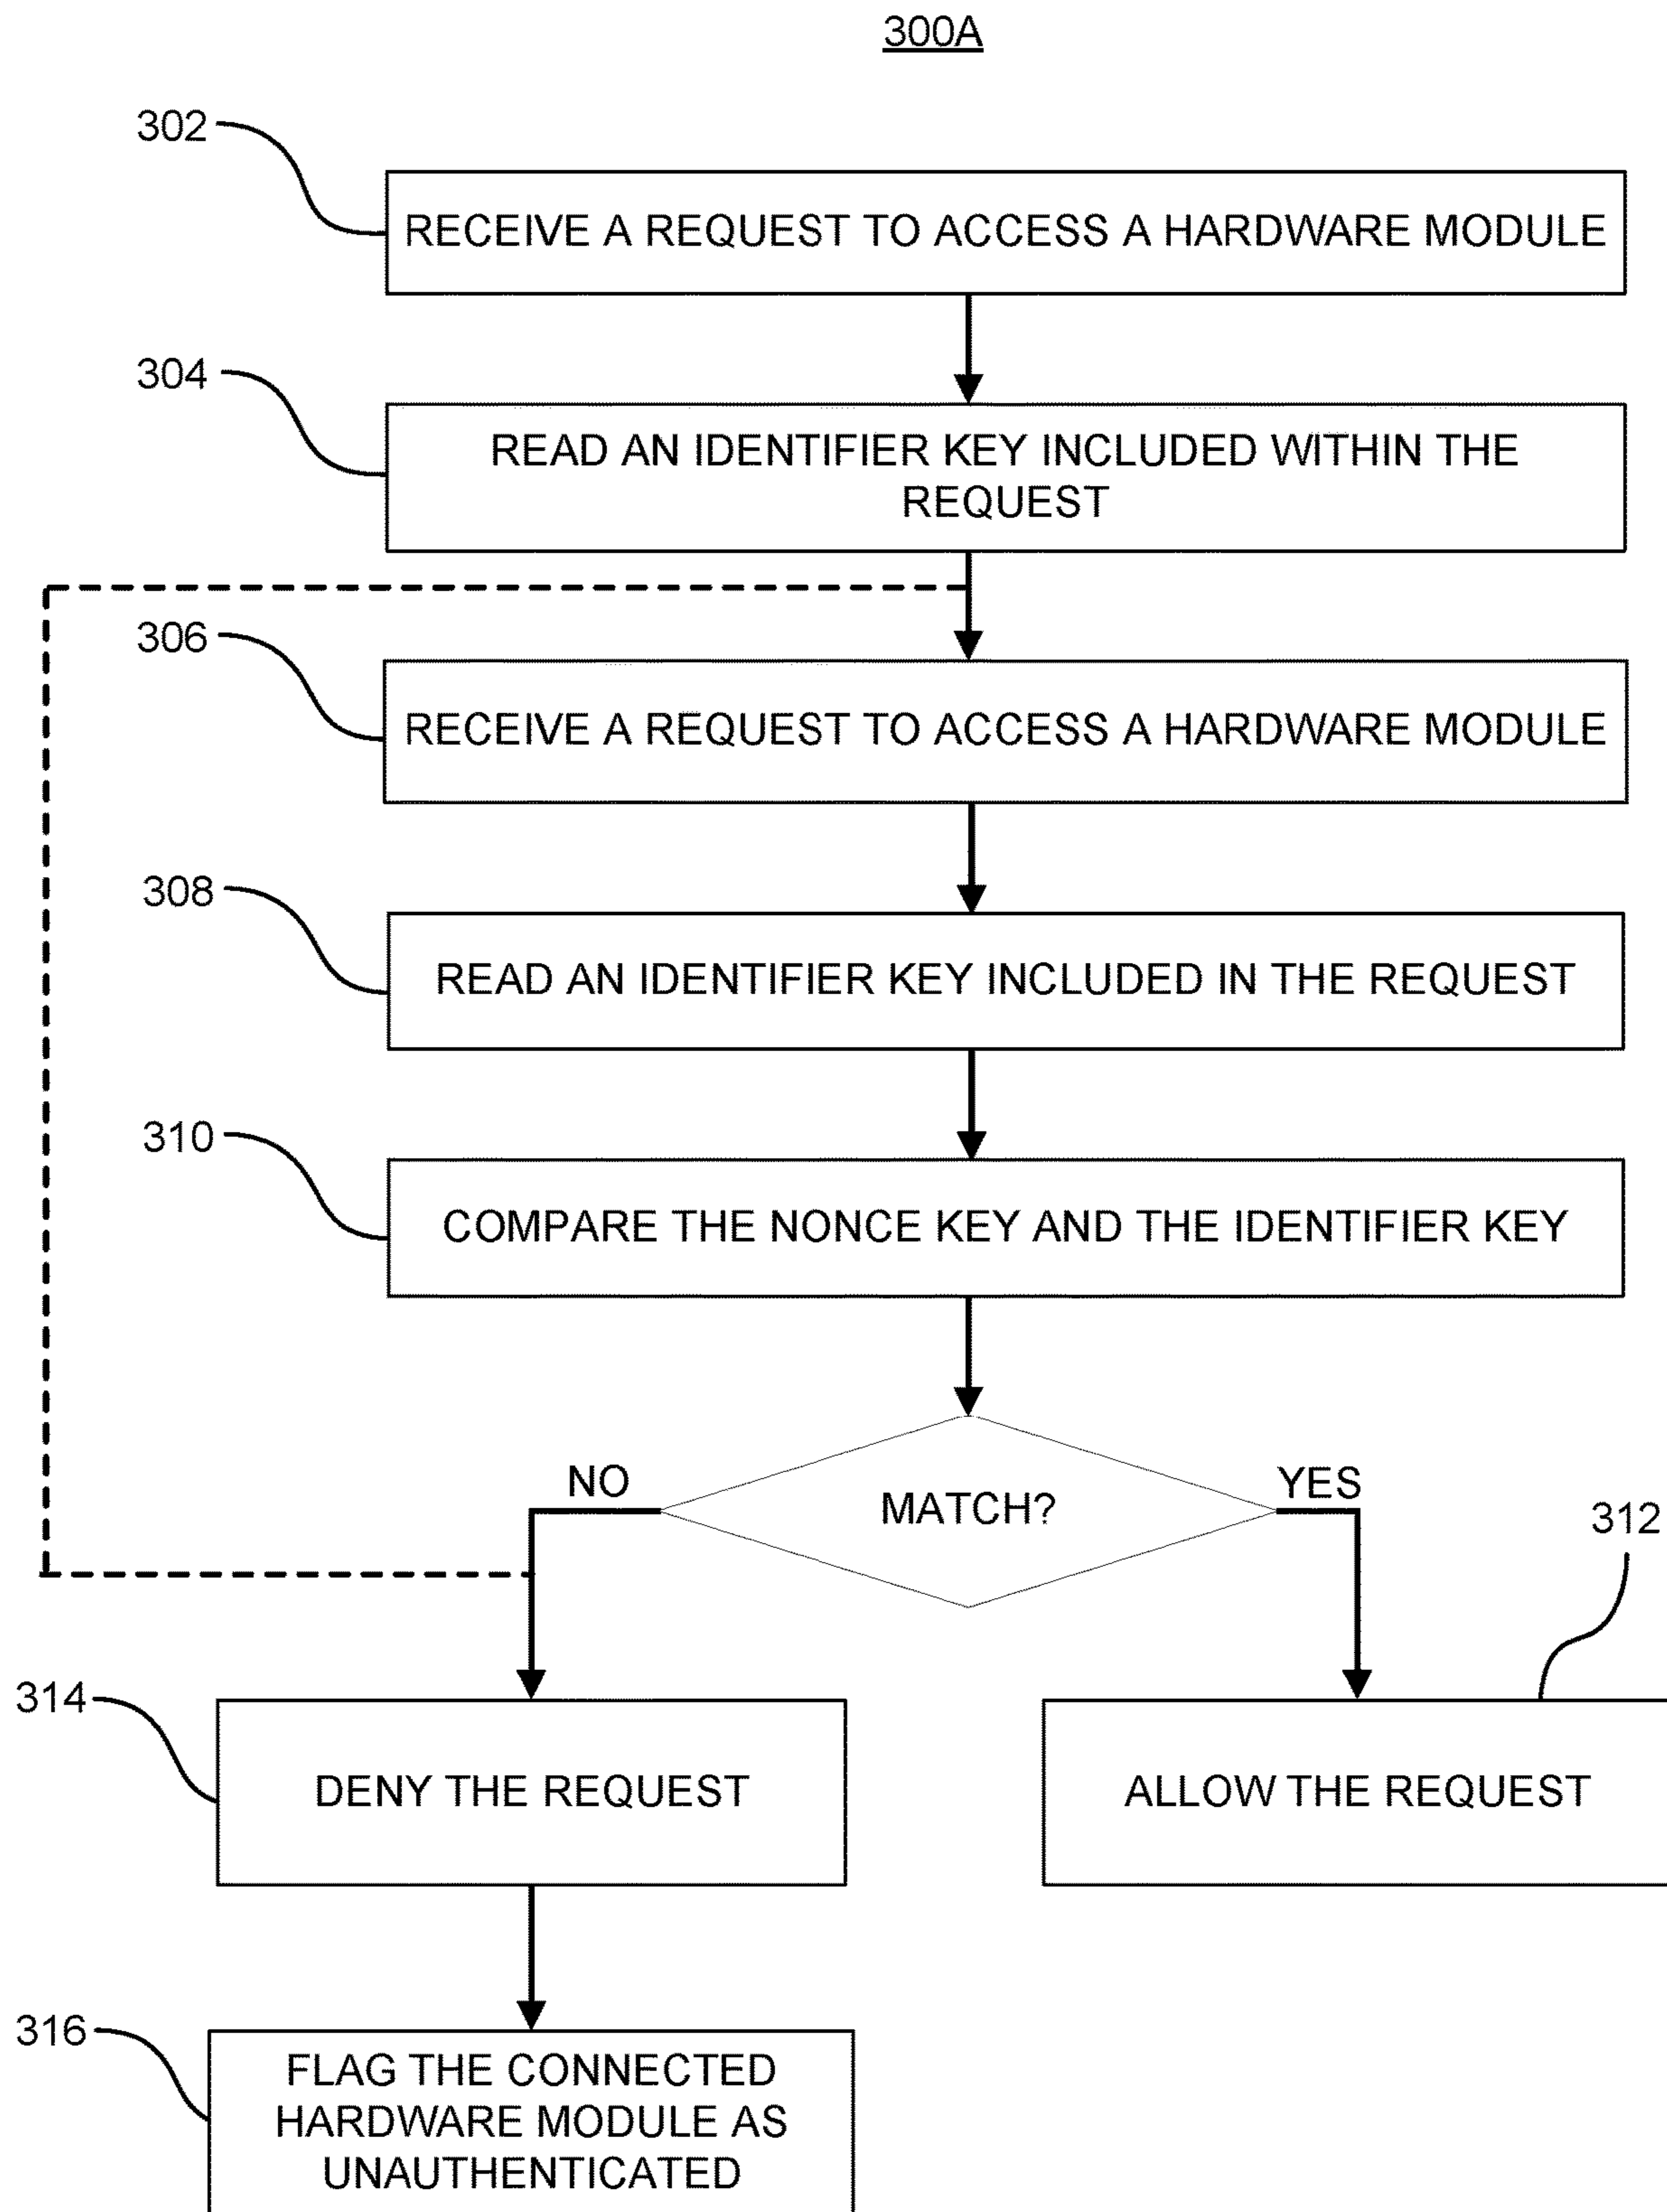 300A
302
RECEIVE A REQUEST TO ACCESS A HARDWARE MODULE
304
READ AN IDENTIFIER KEY INCLUDED WITHIN THE
REQUEST
306
RECEIVE A REQUEST TO ACCESS A HARDWARE MODULE
308
READ AN IDENTIFIER KEY INCLUDED IN THE REQUEST
310
COMPARE THE NONCE KEY AND THE IDENTIFIER KEY
NO
MATCH?
YES
312
314
DENY THE REQUEST
ALLOW THE REQUEST
316
FLAG THE CONNECTED
HARDWARE MODULE AS
UNAUTHENTICATED